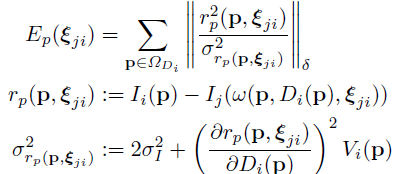 $E_p(\boldsymbol{\xi}_{ji}) = \sum_{\mathbf{p} \in \Omega_{D_i}} \left\| \frac{r_p^2(\mathbf{p}, \boldsymbol{\xi}_{ji})}{\sigma^2_{r_p(\mathbf{p}, \boldsymbol{\xi}_{ji})}} \right\|_\delta$
$r_p(\mathbf{p}, \boldsymbol{\xi}_{ji}) := I_i(\mathbf{p}) - I_j(\omega(\mathbf{p}, D_i(\mathbf{p}), \boldsymbol{\xi}_{ji}))$
$\sigma^2_{r_p(\mathbf{p}, \boldsymbol{\xi}_{ji})} := 2\sigma_I^2 + \left( \frac{\partial r_p(\mathbf{p}, \boldsymbol{\xi}_{ji})}{\partial D_i(\mathbf{p})} \right)^2 V_i(\mathbf{p})$